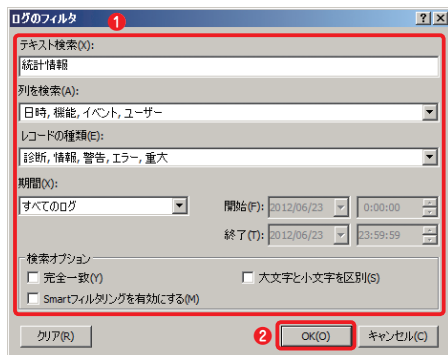 ログのフィルタ
1
テキスト検索(X):
統計情報
列を検索(A):
日時, 機能, イベント, ユーザー
レコードの種類(E):
診断, 情報, 警告, エラー, 重大
期間(X):
すべてのログ 開始(F): 2012/06/23 0:00:00
終了(T): 2012/06/23 23:59:59
検索オプション
完全一致(Y) 大文字と小文字を区別(S)
Smartフィルタリングを有効にする(M)
クリア(R) 2 OK(O) キャンセル(C)